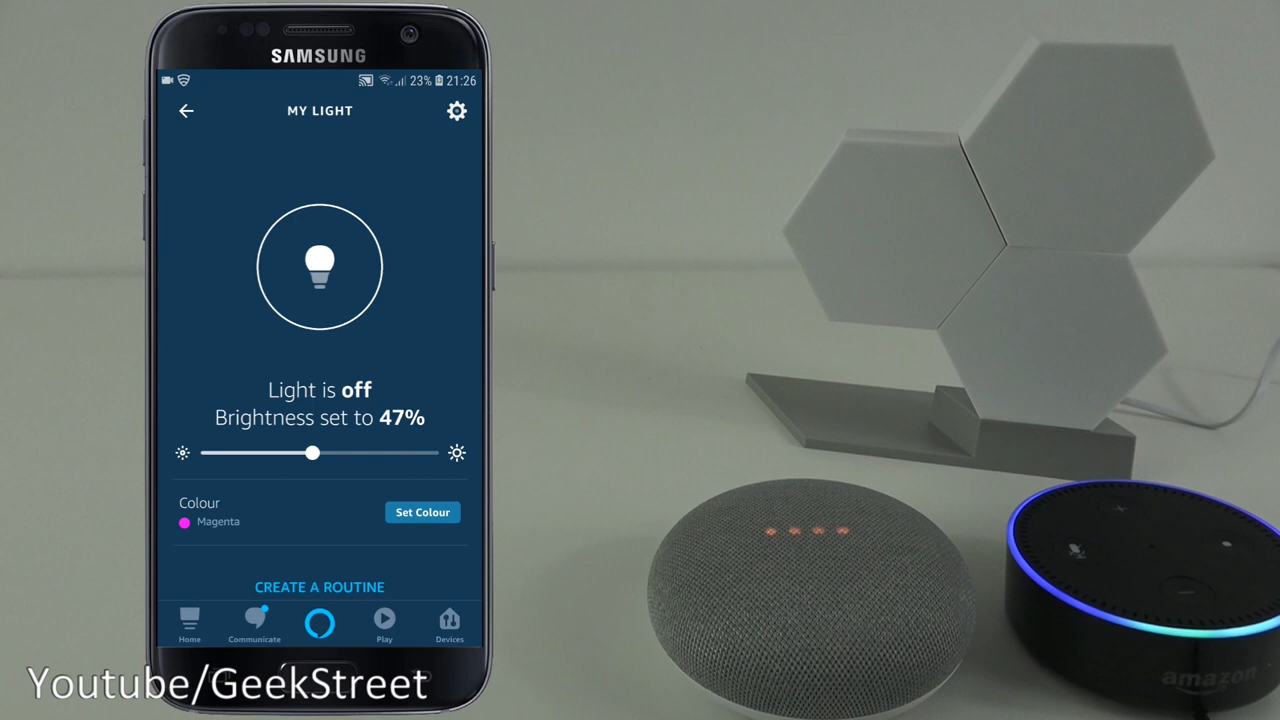 SAMSUNG
23% 21:26
MY LIGHT
Light is off
Brightness set to 47%
Colour
Magenta
Set Colour
CREATE A ROUTINE
Home
Communicate
Play
Devices
Youtube/GeekStreet
amazon